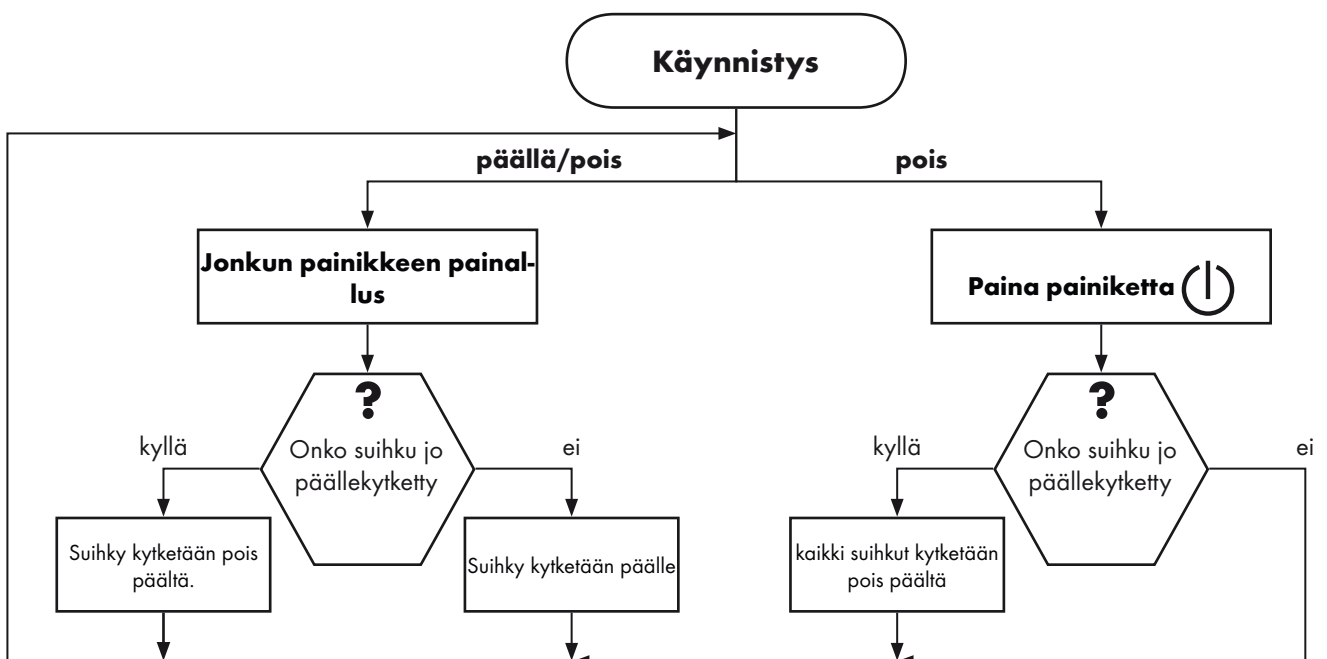 Käynnistys
päällä/pois
pois
Jonkun painikkeen painal-
lus
Paina painiketta
?
Onko suihku jo
päällekytketty
kyllä
ei
?
Onko suihku jo
päällekytketty
kyllä
ei
Suihky kytketään pois
päältä.
Suihky kytketään päälle
kaikki suihkut kytketään
pois päältä